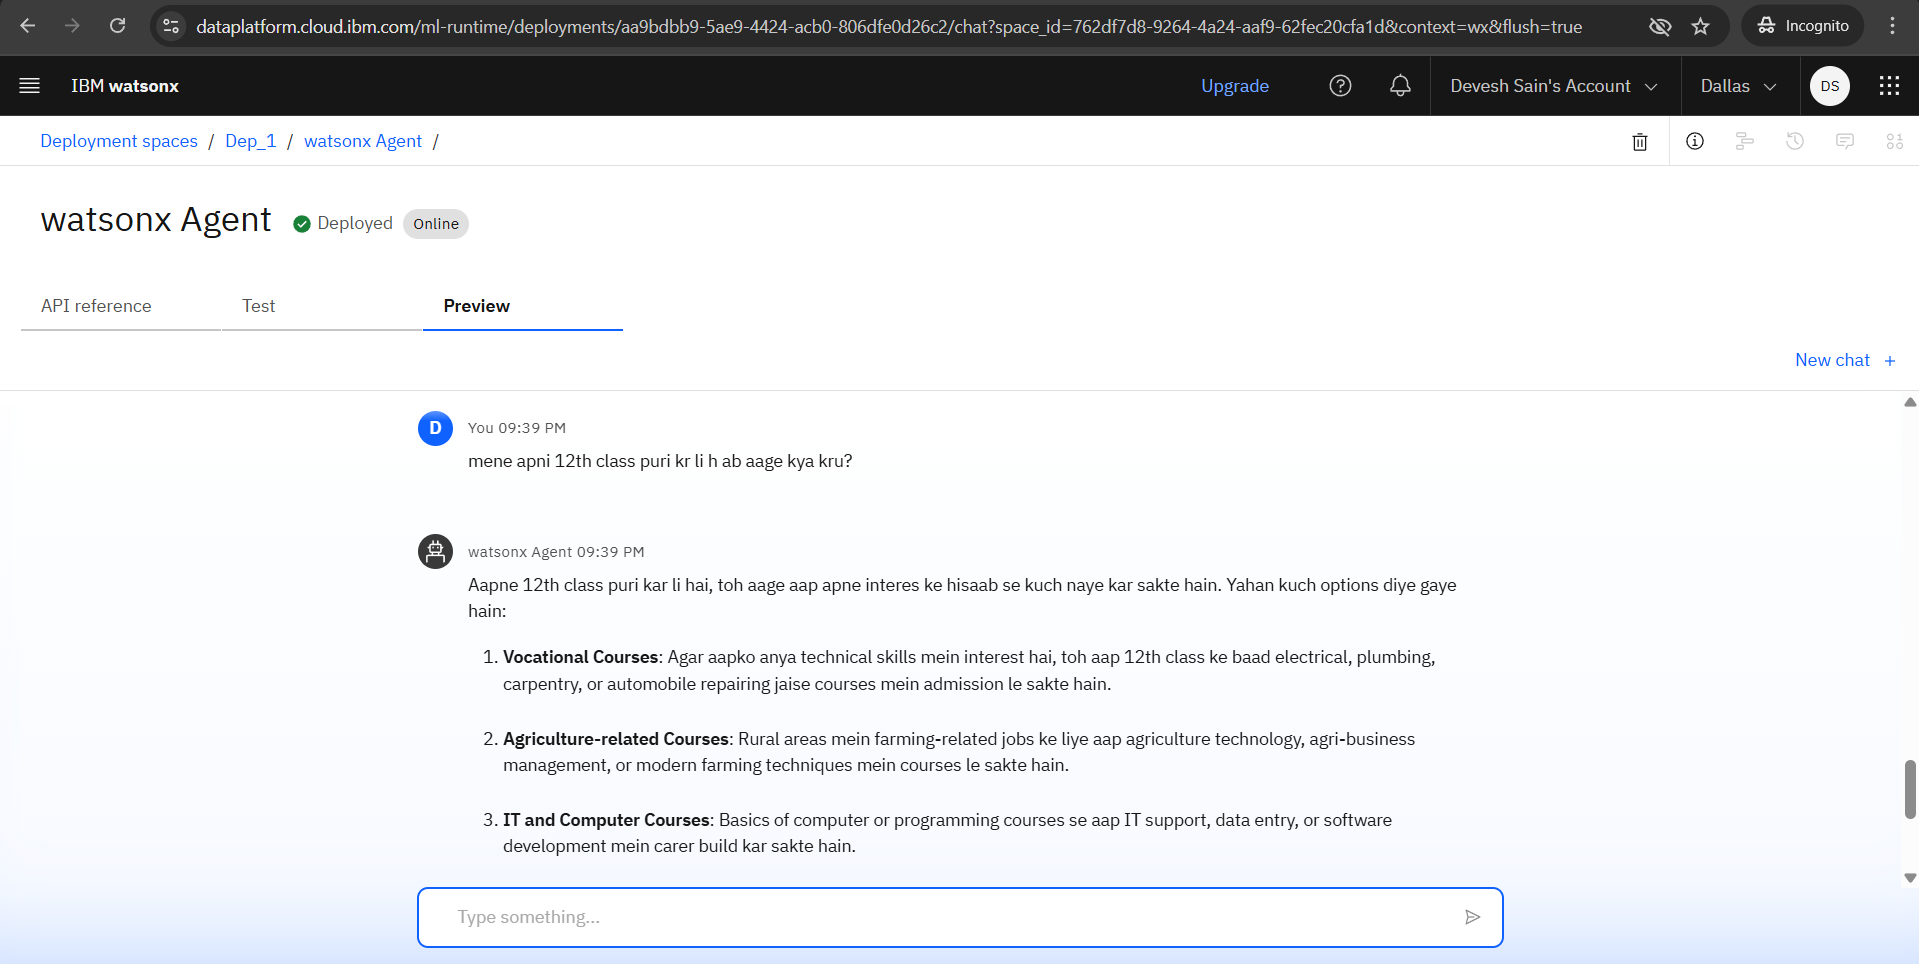 dataplatform.cloud.ibm.com/ml-runtime/deployments/aa9bdbb9-5ae9-4424-acb0-806dfe0d26c2/chat?space_id=762df7d8-9264-4a24-aaf9-62fec20cfa1d&context=wx&flush=true
Incognito
IBM watsonx
Upgrade
Devesh Sain's Account
Dallas
DS
Deployment spaces / Dep_1 / watsonx Agent /
watsonx Agent
Deployed
Online
API reference
Test
Preview
New chat +
D
You 09:39 PM
mene apni 12th class puri kr li h ab aage kya kru?
watsonx Agent 09:39 PM
Aapne 12th class puri kar li hai, toh aage aap apne interes ke hisaab se kuch naye kar sakte hain. Yahan kuch options diye gaye
hain:
1. Vocational Courses: Agar aapko anya technical skills mein interest hai, toh aap 12th class ke baad electrical, plumbing,
carpentry, or automobile repairing jaise courses mein admission le sakte hain.
2. Agriculture-related Courses: Rural areas mein farming-related jobs ke liye aap agriculture technology, agri-business
management, or modern farming techniques mein courses le sakte hain.
3. IT and Computer Courses: Basics of computer or programming courses se aap IT support, data entry, or software
development mein carer build kar sakte hain.
Type something...